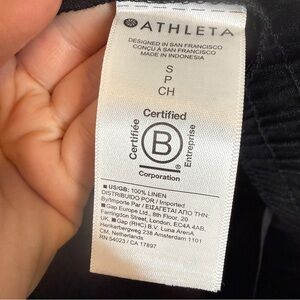 ATHLETA
DESIGNED IN SAN FRANCISCO
CONÇU A SAN FRANCISCO
MADE IN INDONESIA
S
P
CH
Certified
Certifiée
B
Entreprise
Corporation
■ US/GB: 100% LINEN
DISTRIBUIDO POR / Imported
By/Importe Par / ΕΙΣΑΓΕΤΑΙ ΑΠΟ ΤΗΝ:
■ Gap Europe Ltd., 8th Floor, 20
Farringdon Street, London, EC4A 4AB,
UK. ■ Gap (RHC) B.V. Luna ArenA
Herikerbergweg 238 Amsterdam 1101
CM, Netherlands
RN 54023 / CA 17897